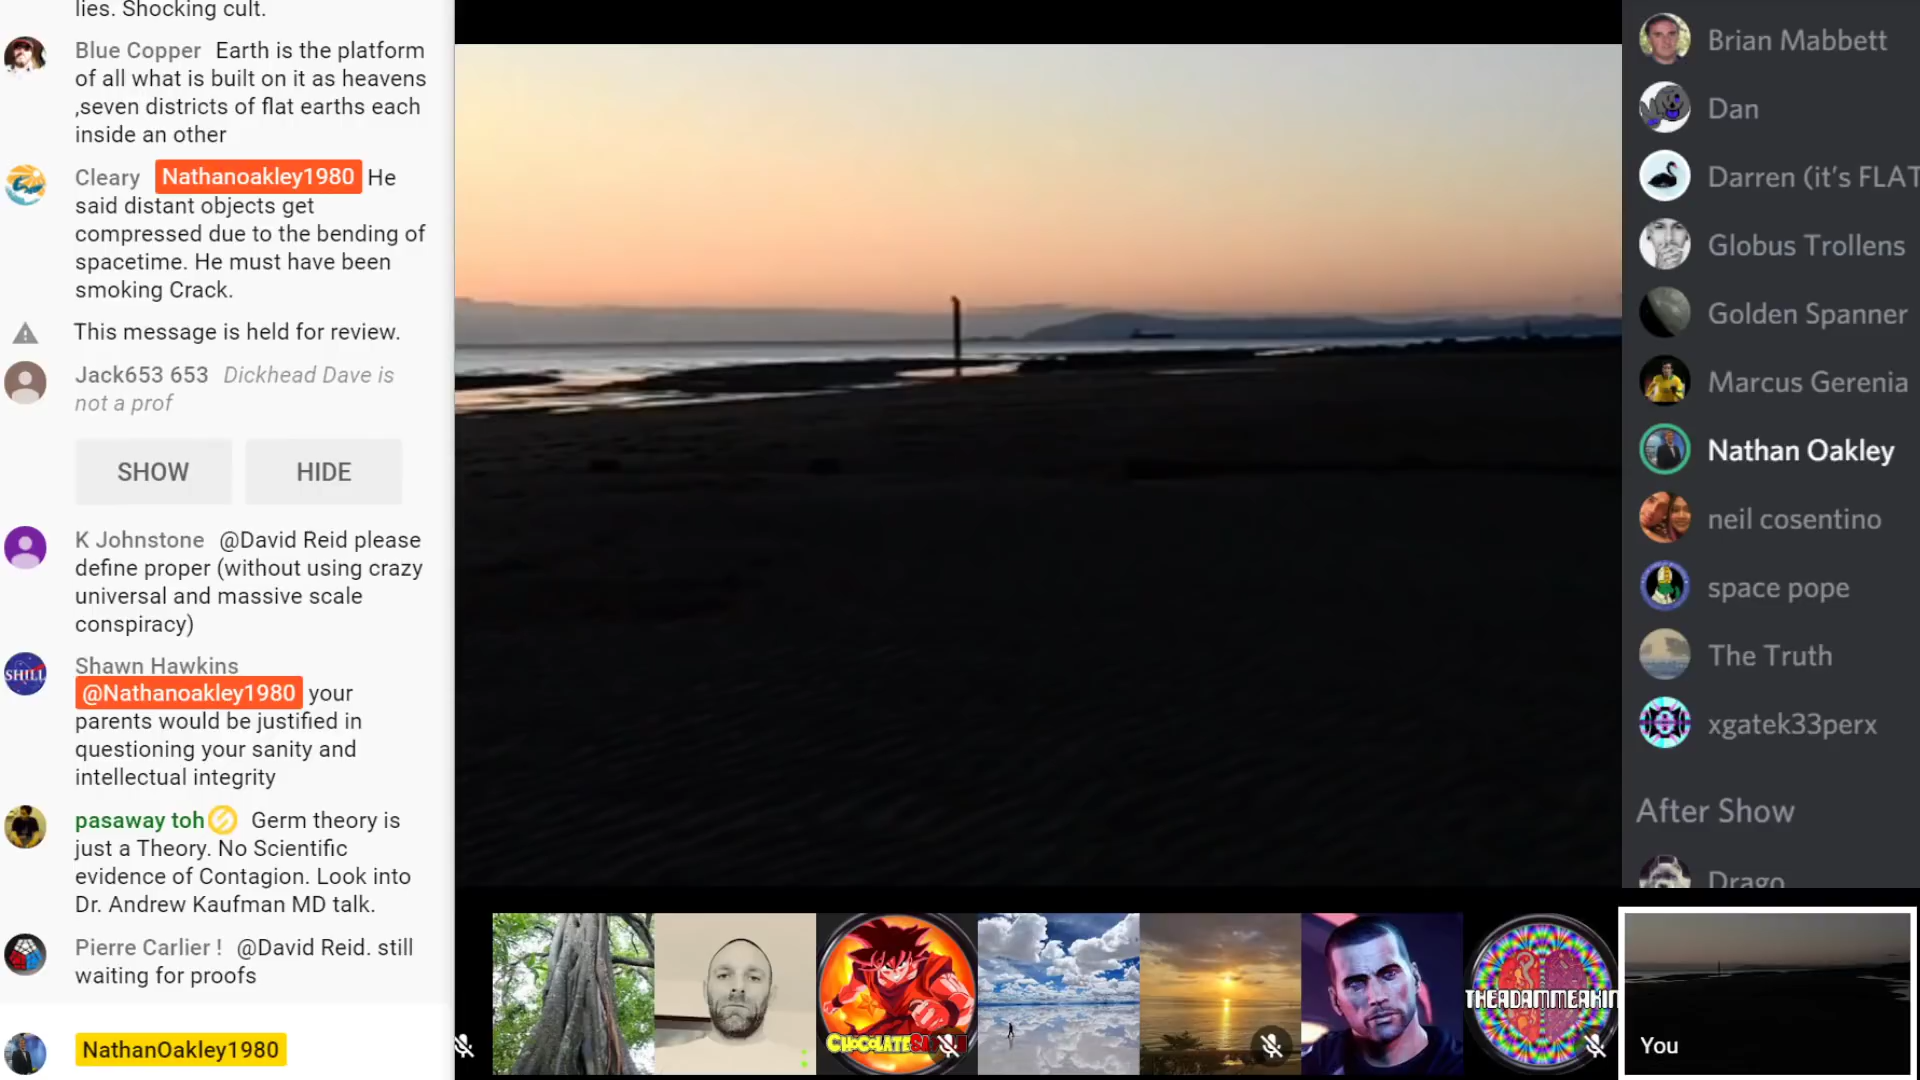 lies. Shocking cult.
Blue Copper Earth is the platform
of all what is built on it as heavens
,seven districts of flat earths each
inside an other
Cleary Nathanoakley1980 He
said distant objects get
compressed due to the bending of
spacetime. He must have been
smoking Crack.
This message is held for review.
Jack653 653 Dickhead Dave is
not a prof
SHOW HIDE
K Johnstone @David Reid please
define proper (without using crazy
universal and massive scale
conspiracy)
SHILL
Shawn Hawkins
@Nathanoakley1980 your
parents would be justified in
questioning your sanity and
intellectual integrity
pasaway toh Germ theory is
just a Theory. No Scientific
evidence of Contagion. Look into
Dr. Andrew Kaufman MD talk.
Pierre Carlier ! @David Reid. still
waiting for proofs
NathanOakley1980
Brian Mabbett
Dan
Darren (it's FLAT
Globus Trollens
Golden Spanner
Marcus Gerenia
Nathan Oakley
neil cosentino
space pope
The Truth
xgatek33perx
After Show
Drago
THEADAMMEAKIN
You